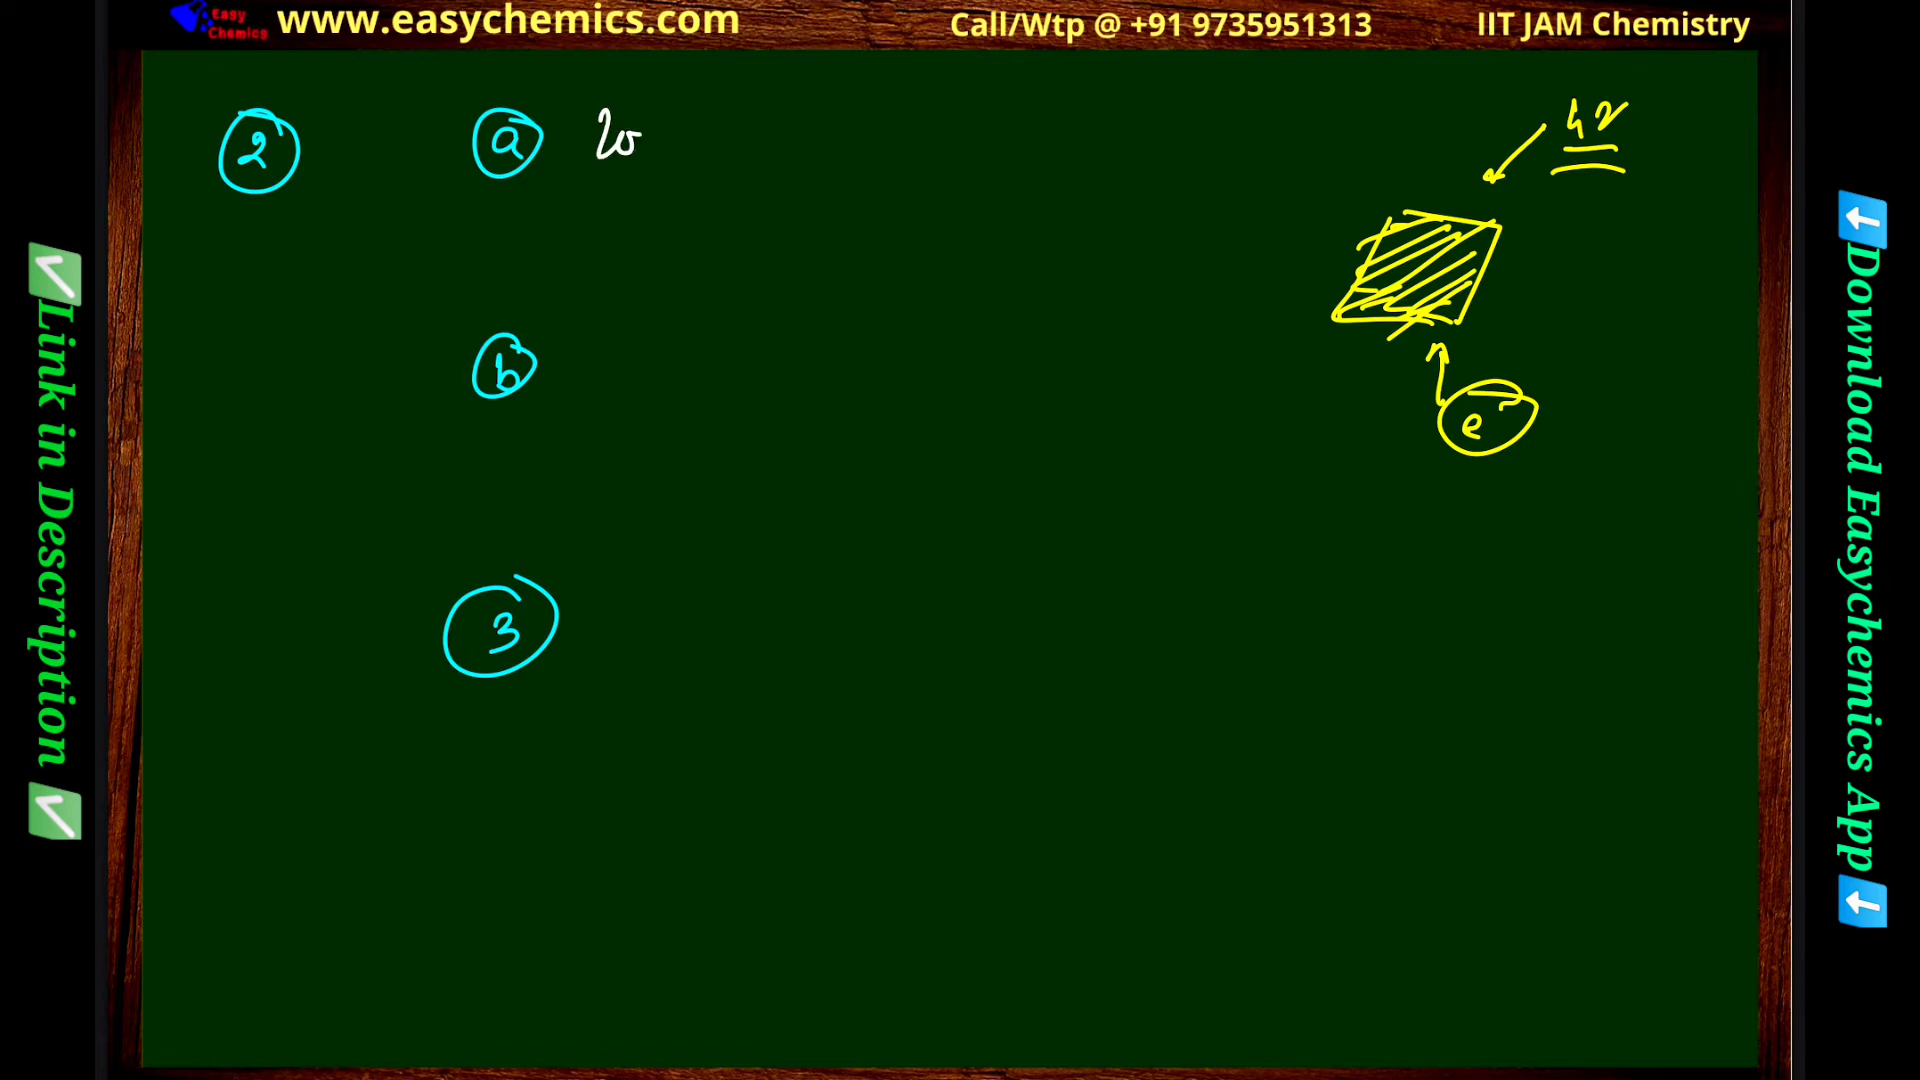 Easy Chemics www.easychemics.com Call/Wtp @ +91 9735951313 IIT JAM Chemistry
2 a
hν
b
e⁻
3
✅Link in Description ✅
⬆Download Easychemics App⬆